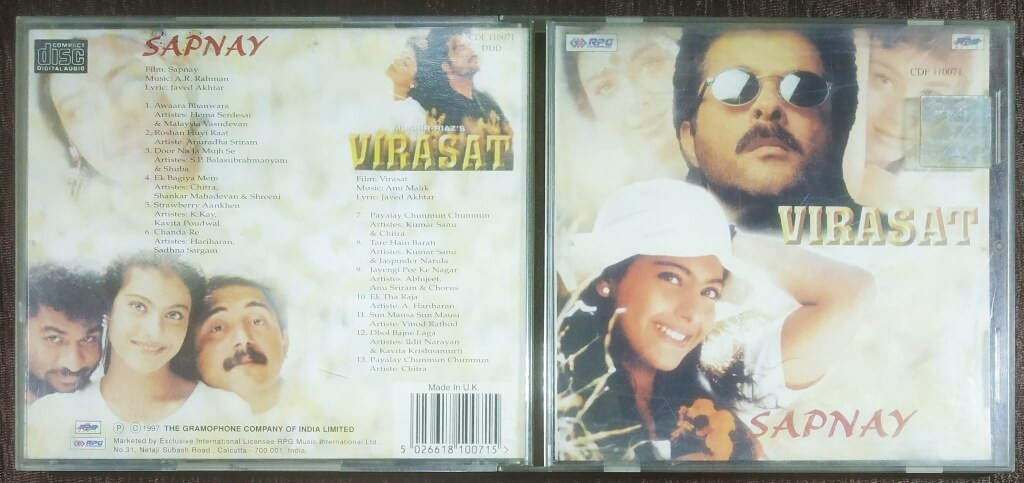 COMPACT
disc
DIGITAL AUDIO
SAPNAY
Film: Sapnay
Music: A.R. Rahman
Lyric: Javed Akhtar
1. Awaara Bhanwara
Artistes: Hema Serdesai
& Malaysia Vasudevan
2. Roshan Huyi Raat
Artiste: Anuradha Sriram
3. Door Na Ja Mujh Se
Artistes: S.P. Balasubrahmanyam
& Shuba
4. Ek Bagiya Mein
Artistes: Chitra,
Shankar Mahadevan & Shreeni
5. Strawberry Aankhen
Artistes: K.Kay,
Kavita Poudwal
6. Chanda Re
Artistes: Hariharan,
Sadhna Sargam
CDF 110071
DDD
VIRASAT
Film: Virasat
Music: Anu Malik
Lyric: Javed Akhtar
7. Payalay Chunmun Chunmun
Artistes: Kumar Sanu
& Chitra
8. Tare Hain Barati
Artistes: Kumar Sanu
& Jaspinder Narula
9. Jayengi Pee Ke Nagar
Artistes: Abhijeet,
Anu Sriram & Chorus
10. Ek Tha Raja
Artiste: A. Hariharan
11. Sun Mausa Sun Mausi
Artiste: Vinod Rathod
12. Dhol Bajne Laga
Artistes: Udit Narayan
& Kavita Krishnamurti
13. Payalay Chunmun Chunmun
Artiste: Chitra
Made In U.K.
5 026618 100715 >
Ⓟ ©1997 THE GRAMOPHONE COMPANY OF INDIA LIMITED
RPG
Marketed by Exclusive International Licensee RPG Music International Ltd.
No.31, Netaji Subash Road., Calcutta - 700 001. India.
RPG
CDF 110071
VIRASAT
SAPNAY